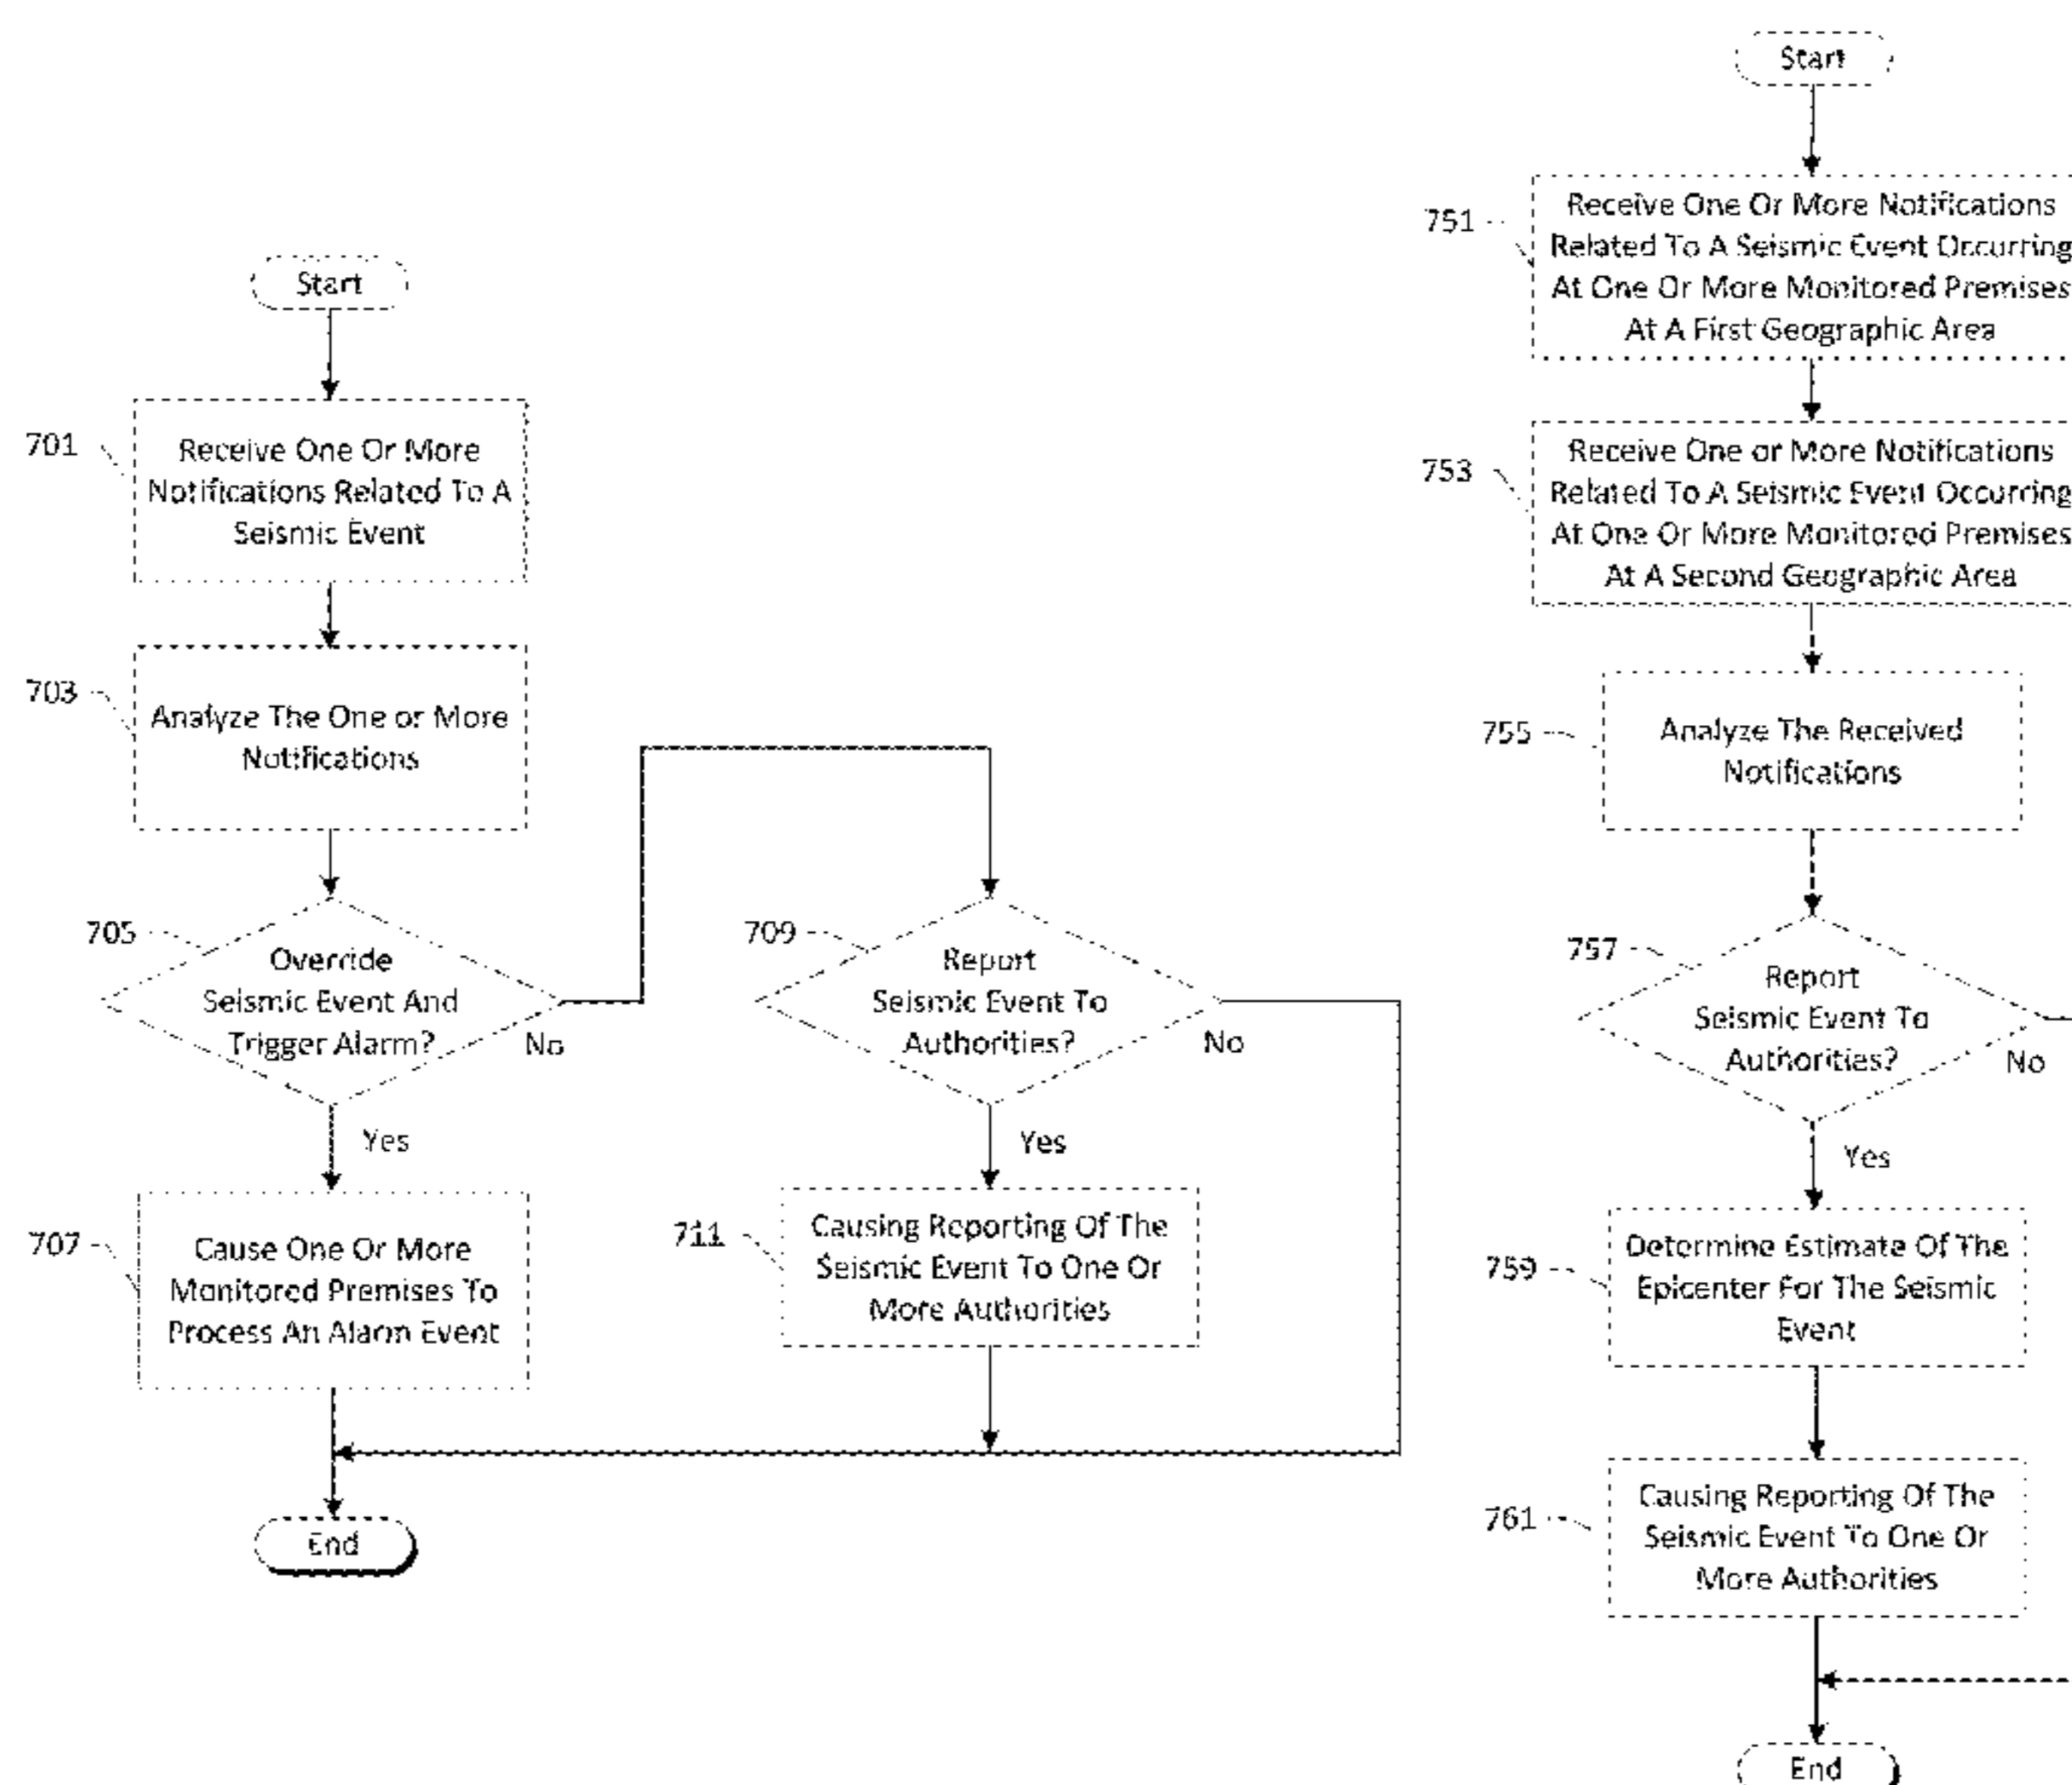 Start
701
Receive One Or More
Notifications Related To A
Seismic Event
703
Analyze The One or More
Notifications
705
Override
Seismic Event And
Trigger Alarm?
No
Yes
707
Cause One Or More
Monitored Premises To
Process An Alarm Event
709
Report
Seismic Event To
Authorities?
No
Yes
711
Causing Reporting Of The
Seismic Event To One Or
More Authorities
End
Start
751
Receive One Or More Notifications
Related To A Seismic Event Occurring
At One Or More Monitored Premises
At A First Geographic Area
753
Receive One or More Notifications
Related To A Seismic Event Occurring
At One Or More Monitored Premises
At A Second Geographic Area
755
Analyze The Received
Notifications
757
Report
Seismic Event To
Authorities?
No
Yes
759
Determine Estimate Of The
Epicenter For The Seismic
Event
761
Causing Reporting Of The
Seismic Event To One Or
More Authorities
End